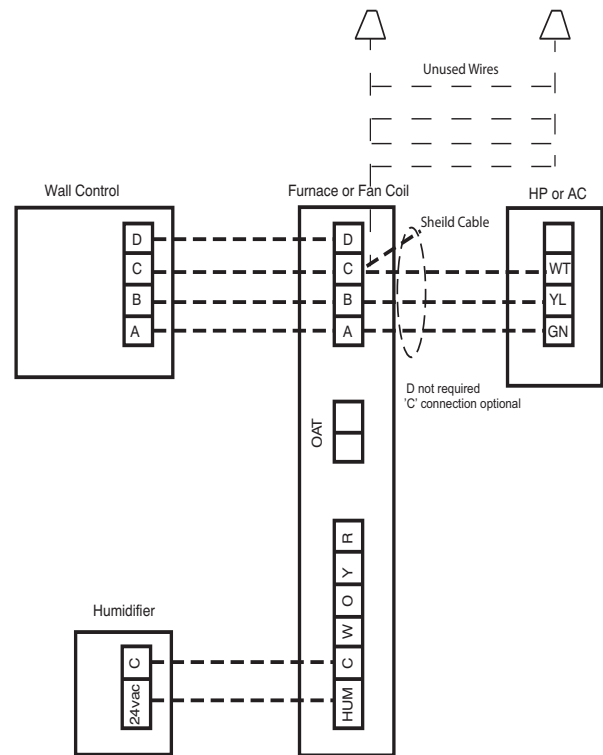 Unused Wires
Wall Control
Furnace or Fan Coil
HP or AC
Sheild Cable
D
C
B
A
D
C
B
A
WT
YL
GN
D not required
'C' connection optional
OAT
R
Y
O
W
C
HUM
Humidifier
C
24vac